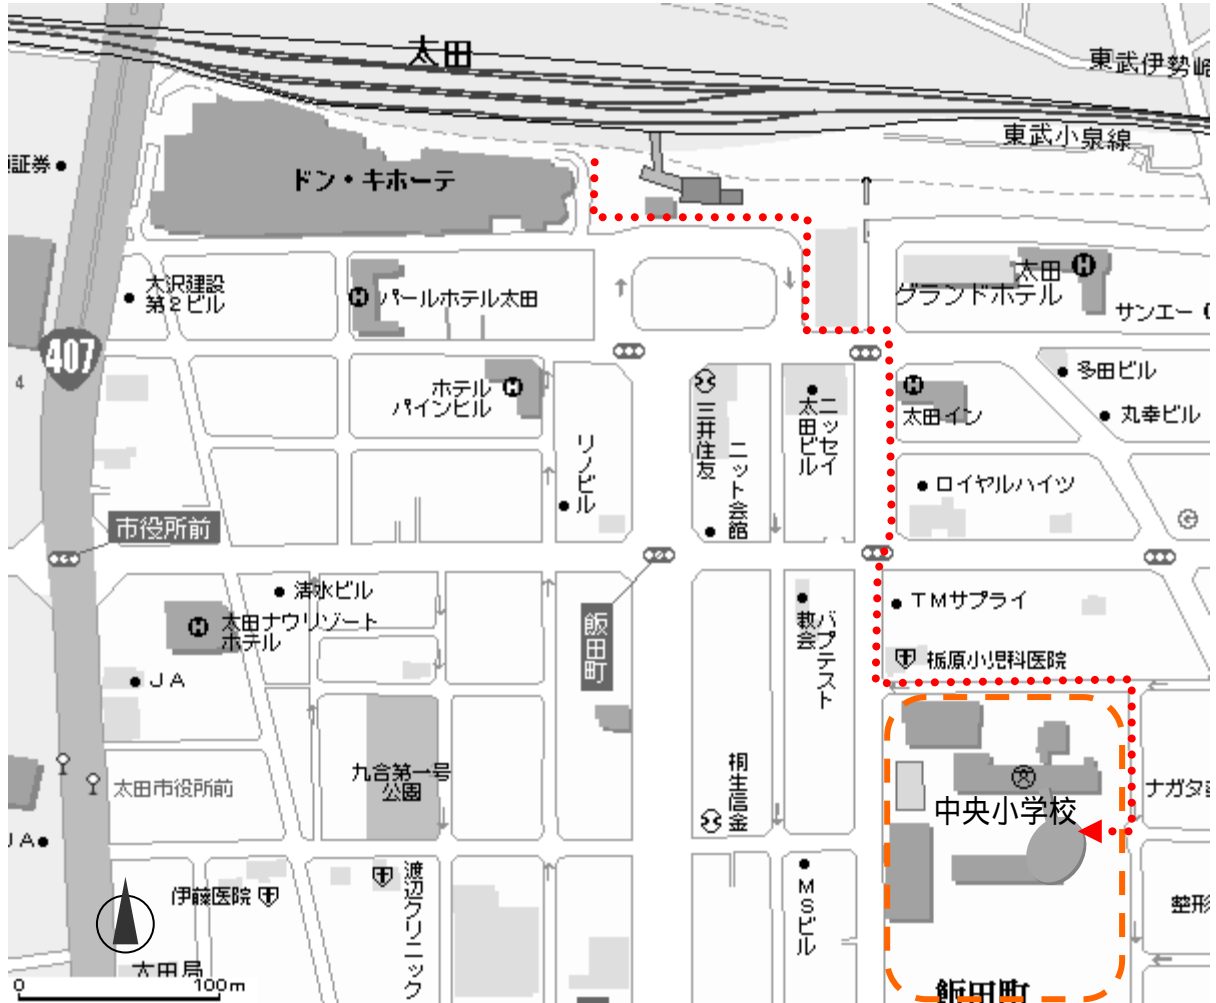 太田
東武伊勢崎
東武小泉線
証券
ドン・キホーテ
大沢建設
第2ビル
パールホテル太田
太田
グランドホテル
サンエー
407
4
ホテル
パインビル
リノビル
三井住友
ニット会館
ニッセイ
太田ビル
太田イン
多田ビル
丸幸ビル
ロイヤルハイツ
市役所前
清水ビル
太田ナウリゾート
ホテル
飯田町
バプテスト
教会
TMサプライ
栃原小児科医院
JA
太田市役所前
九合第一号
公園
桐生信金
中央小学校
ナガタ
JA
伊藤医院
渡辺クリニック
MSビル
整形
太田局
飯田町
0
100m